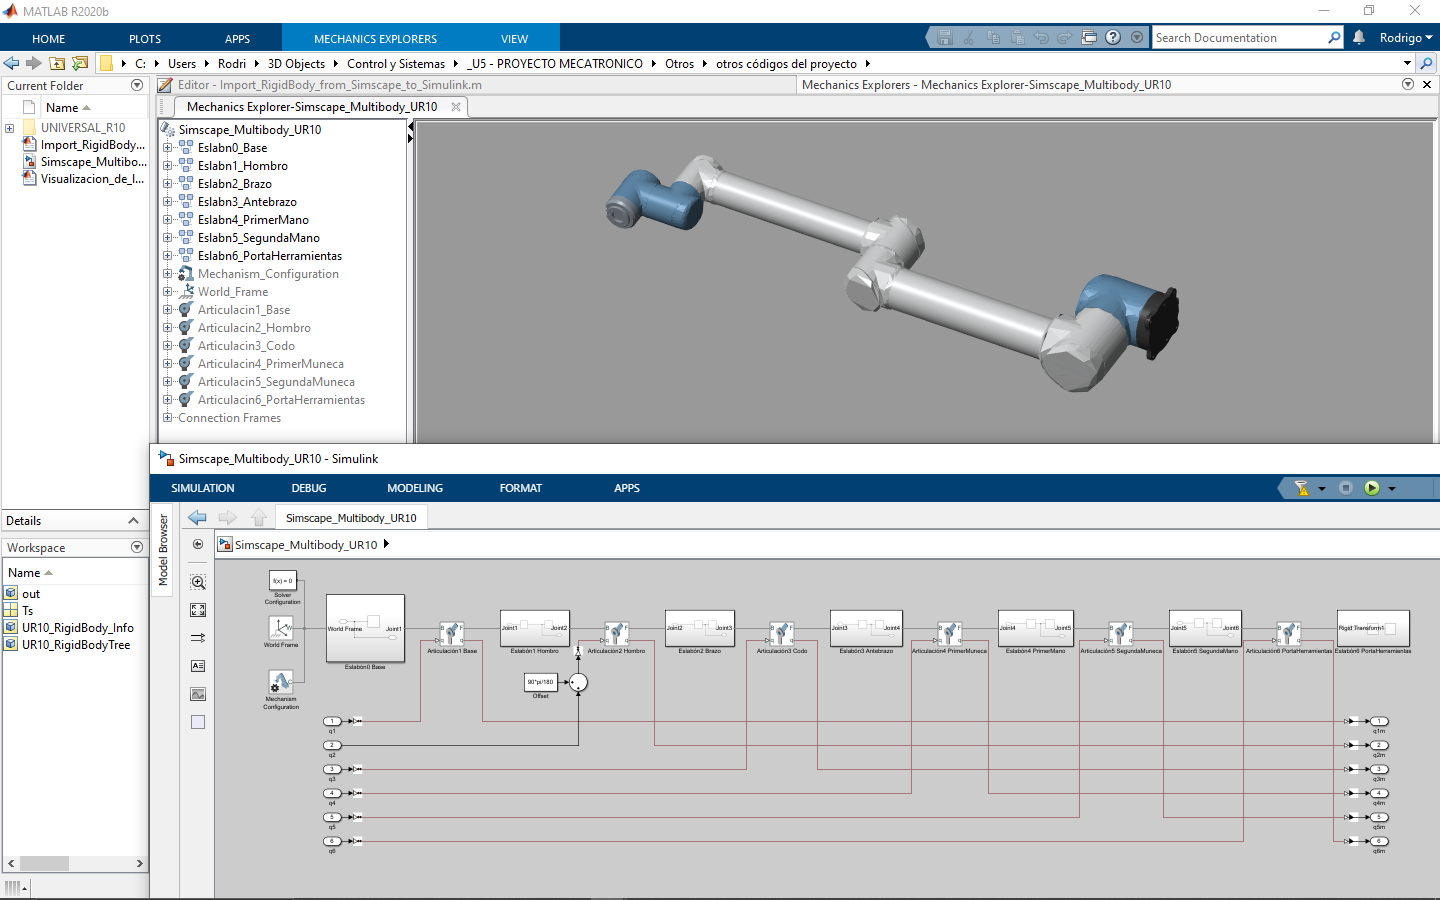 MATLAB R2020b
HOME PLOTS APPS MECHANICS EXPLORERS VIEW
Search Documentation
Rodrigo
C: Users Rodri 3D Objects Control y Sistemas _U5 - PROYECTO MECATRONICO Otros otros códigos del proyecto
Current Folder
Name
UNIVERSAL_R10
Import_RigidBody...
Simscape_Multibo...
Visualizacion_de_I...
Details
Workspace
Name
out
Ts
UR10_RigidBody_Info
UR10_RigidBodyTree
Editor - Import_RigidBody_from_Simscape_to_Simulink.m
Mechanics Explorers - Mechanics Explorer-Simscape_Multibody_UR10
Mechanics Explorer-Simscape_Multibody_UR10
Simscape_Multibody_UR10
Eslabn0_Base
Eslabn1_Hombro
Eslabn2_Brazo
Eslabn3_Antebrazo
Eslabn4_PrimerMano
Eslabn5_SegundaMano
Eslabn6_PortaHerramientas
Mechanism_Configuration
World_Frame
Articulacin1_Base
Articulacin2_Hombro
Articulacin3_Codo
Articulacin4_PrimerMuneca
Articulacin5_SegundaMuneca
Articulacin6_PortaHerramientas
Connection Frames
Simscape_Multibody_UR10 - Simulink
SIMULATION DEBUG MODELING FORMAT APPS
Model Browser
Simscape_Multibody_UR10
Simscape_Multibody_UR10
f(x) = 0
Solver
Configuration
World Frame
Mechanism
Configuration
World Frame Joint1
Eslabón0 Base
B F
q q
Articulación1 Base
Joint1 Joint2
Eslabón1 Hombro
B F
q q
Articulación2 Hombro
Joint2 Joint3
Eslabón2 Brazo
B F
q q
Articulación3 Codo
Joint3 Joint4
Eslabón3 Antebrazo
B F
q q
Articulación4 PrimerMuneca
Joint4 Joint5
Eslabón4 PrimerMano
B F
q q
Articulación5 SegundaMuneca
Joint5 Joint6
Eslabón5 SegundaMano
B F
q q
Articulación6 PortaHerramientas
Rigid Transform1
Eslabón6 PortaHerramientas
90*pi/180
Offset
1
q1
2
q2
3
q3
4
q4
5
q5
6
q6
1
q1m
2
q2m
3
q3m
4
q4m
5
q5m
6
q6m